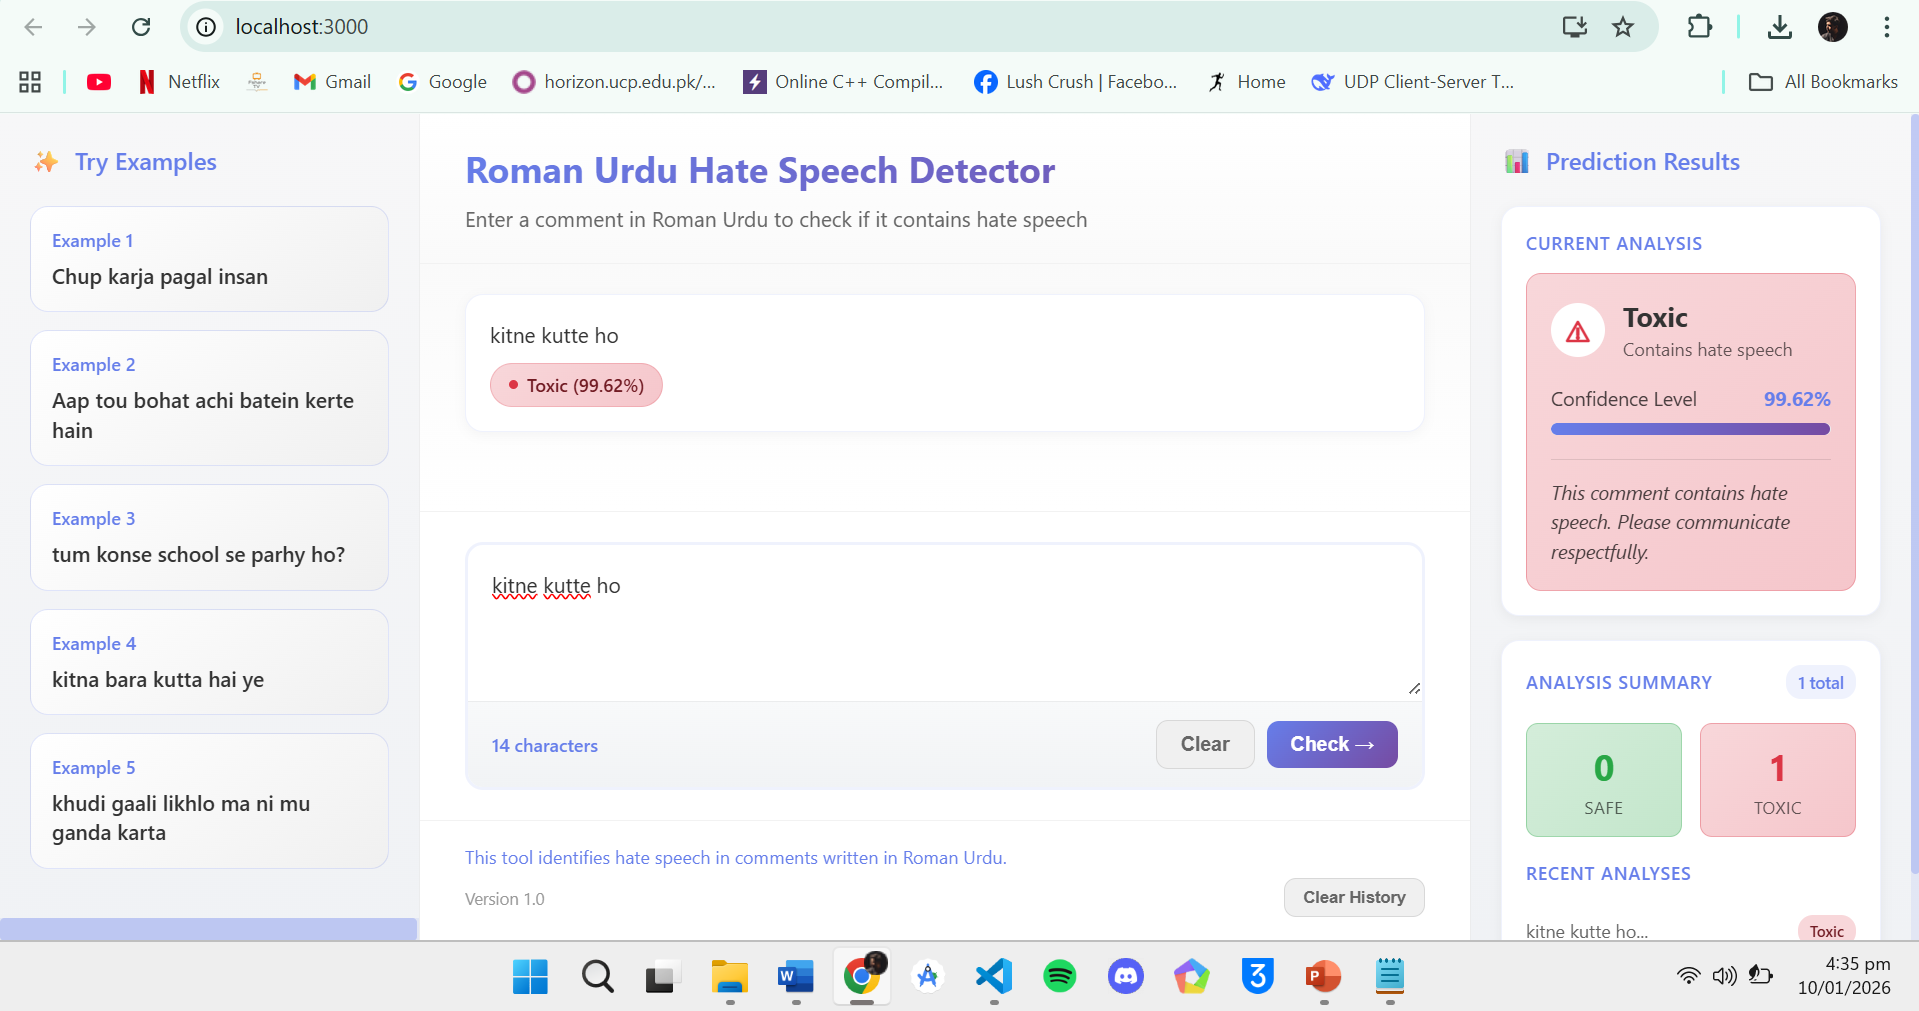 localhost:3000
Netflix
Gmail
Google
horizon.ucp.edu.pk/...
Online C++ Compil...
Lush Crush | Facebo...
Home
UDP Client-Server T...
All Bookmarks
✨ Try Examples
Example 1
Chup karja pagal insan
Example 2
Aap tou bohat achi batein kerte
hain
Example 3
tum konse school se parhy ho?
Example 4
kitna bara kutta hai ye
Example 5
khudi gaali likhlo ma ni mu
ganda karta
Roman Urdu Hate Speech Detector
Enter a comment in Roman Urdu to check if it contains hate speech
kitne kutte ho
Toxic (99.62%)
kitne kutte ho
14 characters
Clear
Check →
This tool identifies hate speech in comments written in Roman Urdu.
Version 1.0
Clear History
📊 Prediction Results
CURRENT ANALYSIS
Toxic
Contains hate speech
Confidence Level 99.62%
This comment contains hate
speech. Please communicate
respectfully.
ANALYSIS SUMMARY
1 total
0
SAFE
1
TOXIC
RECENT ANALYSES
kitne kutte ho...
Toxic
4:35 pm
10/01/2026